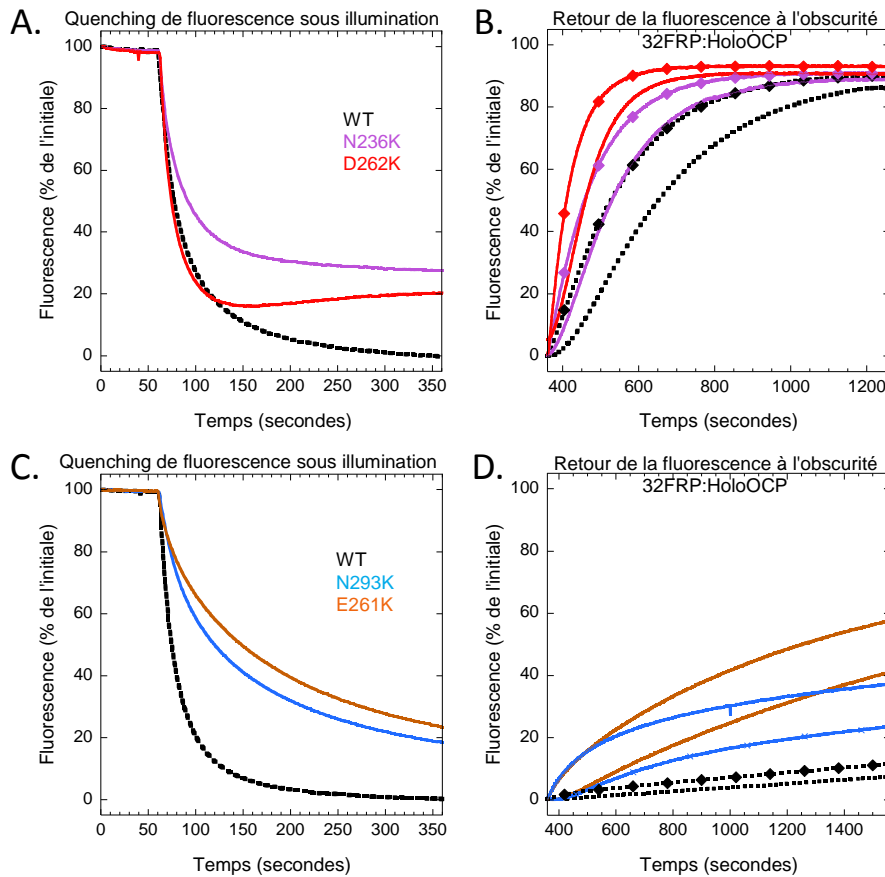 A.
Quenching de fluorescence sous illumination
100
80
60
40
20
0
Fluorescence (% de l'initiale)
WT
N236K
D262K
0 50 100 150 200 250 300 350
Temps (secondes)
B.
Retour de la fluorescence à l'obscurité
32FRP:HoloOCP
100
80
60
40
20
0
Fluorescence (% de l'initiale)
400 600 800 1000 1200
Temps (secondes)
C.
Quenching de fluorescence sous illumination
100
80
60
40
20
0
Fluorescence (% de l'initiale)
WT
N293K
E261K
0 50 100 150 200 250 300 350
Temps (secondes)
D.
Retour de la fluorescence à l'obscurité
32FRP:HoloOCP
100
80
60
40
20
0
Fluorescence (% de l'initiale)
400 600 800 1000 1200 1400
Temps (secondes)